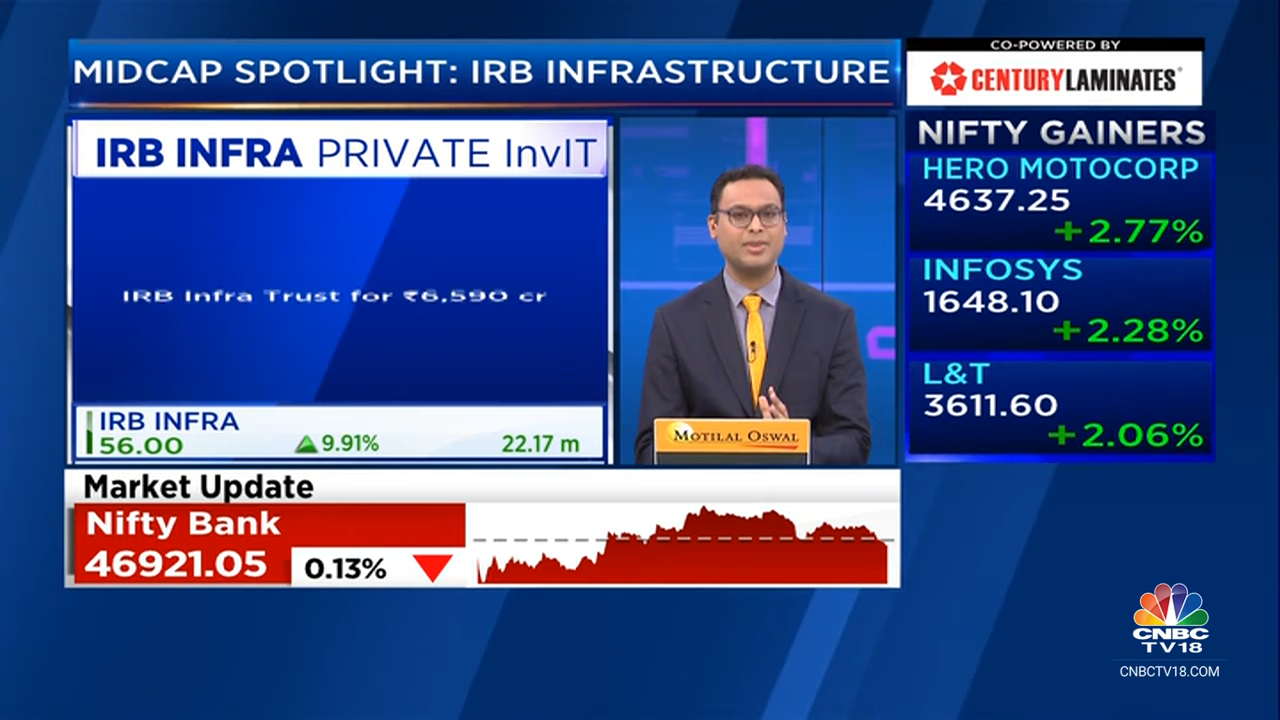 MIDCAP SPOTLIGHT: IRB INFRASTRUCTURE
CO-POWERED BY
CENTURYLAMINATES®
IRB INFRA PRIVATE InvIT
IRB Infra Trust for ₹6,590 cr
IRB INFRA
56.00 9.91% 22.17 m
MOTILAL OSWAL
NIFTY GAINERS
HERO MOTOCORP
4637.25
+2.77%
INFOSYS
1648.10
+2.28%
L&T
3611.60
+2.06%
Market Update
Nifty Bank
46921.05 0.13%
CNBC
TV18
CNBCTV18.COM